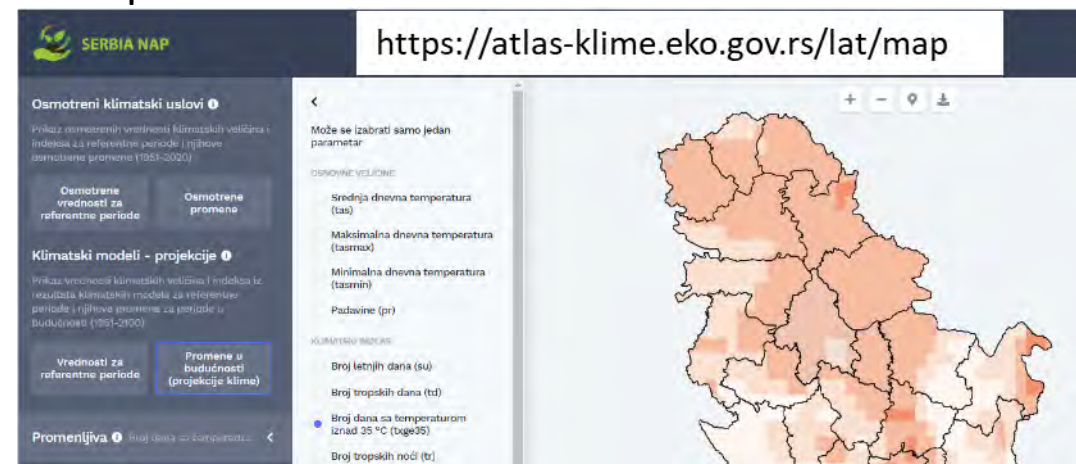 SERBIA NAP
https://atlas-klime.eko.gov.rs/lat/map
Osmotreni klimatski uslovi
Prikaz osmotrenih vrednosti klimatskih veličina i
indeksa za referentne periode i njihove
osmotrene promene (1951-2020)
Osmotrene
vrednosti za
referentne periode
Osmotrene
promene
Klimatski modeli - projekcije
Prikaz vrednosti klimatskih veličina i indeksa iz
rezultata klimatskih modela za referentne
periode i njihove promene za periode u
budućnosti (1951-2100)
Vrednosti za
referentne periode
Promene u
budućnosti
(projekcije klime)
Promenljiva Broj dana sa temperatu...
Može se izabrati samo jedan
parametar
OSNOVNE VELIČINE
Srednja dnevna temperatura
(tas)
Maksimalna dnevna temperatura
(tasmax)
Minimalna dnevna temperatura
(tasmin)
Padavine (pr)
KLIMATSKI INDEKS
Broj letnjih dana (su)
Broj tropskih dana (td)
Broj dana sa temperaturom
iznad 35 °C (txge35)
Broj tropskih noći (tr)